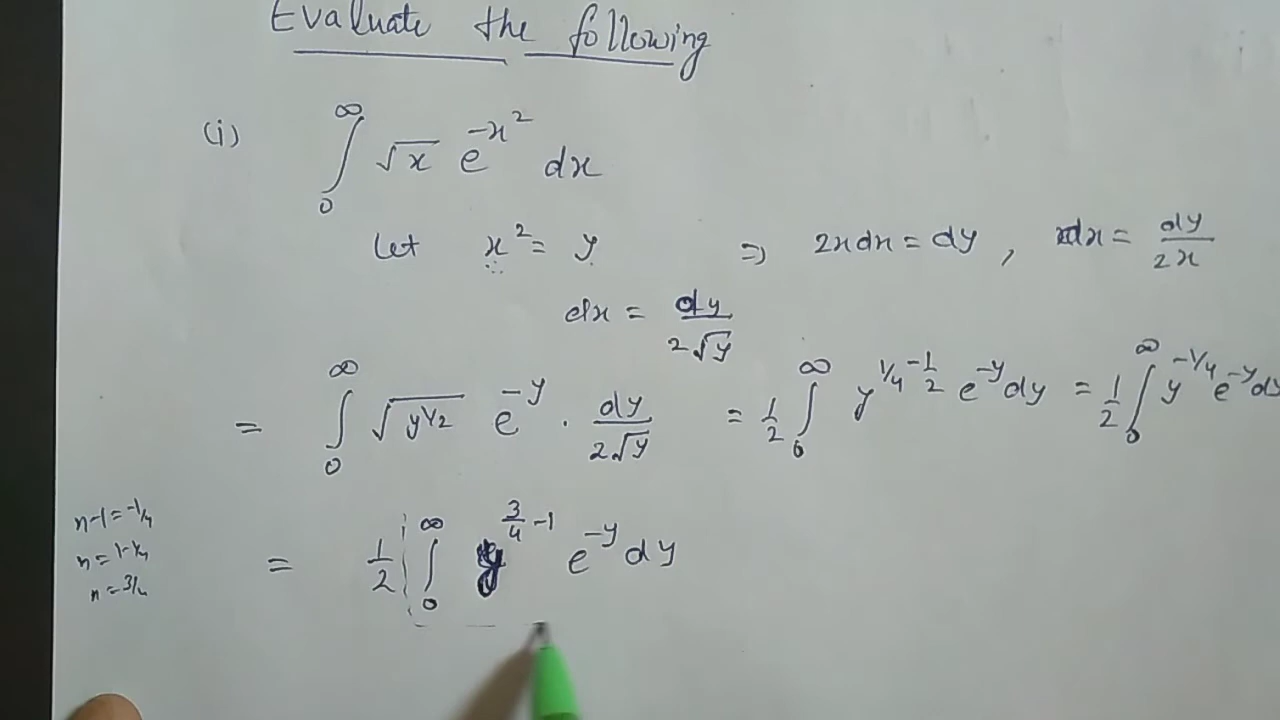 Evaluate the following
(i) ∫₀^∞ √x e^{-x²} dx
Let x² = y ⇒ 2xdx = dy , dx = dy/2x
dx = dy/2√y
= ∫₀^∞ √(y^{1/2}) e^{-y} · dy/2√y = 1/2 ∫₀^∞ y^{1/4 - 1/2} e^{-y} dy = 1/2 ∫₀^∞ y^{-1/4} e^{-y} dy
n-1 = -1/4
n = 1-1/4
n = 3/4
= 1/2 ∫₀^∞ y^{3/4 - 1} e^{-y} dy